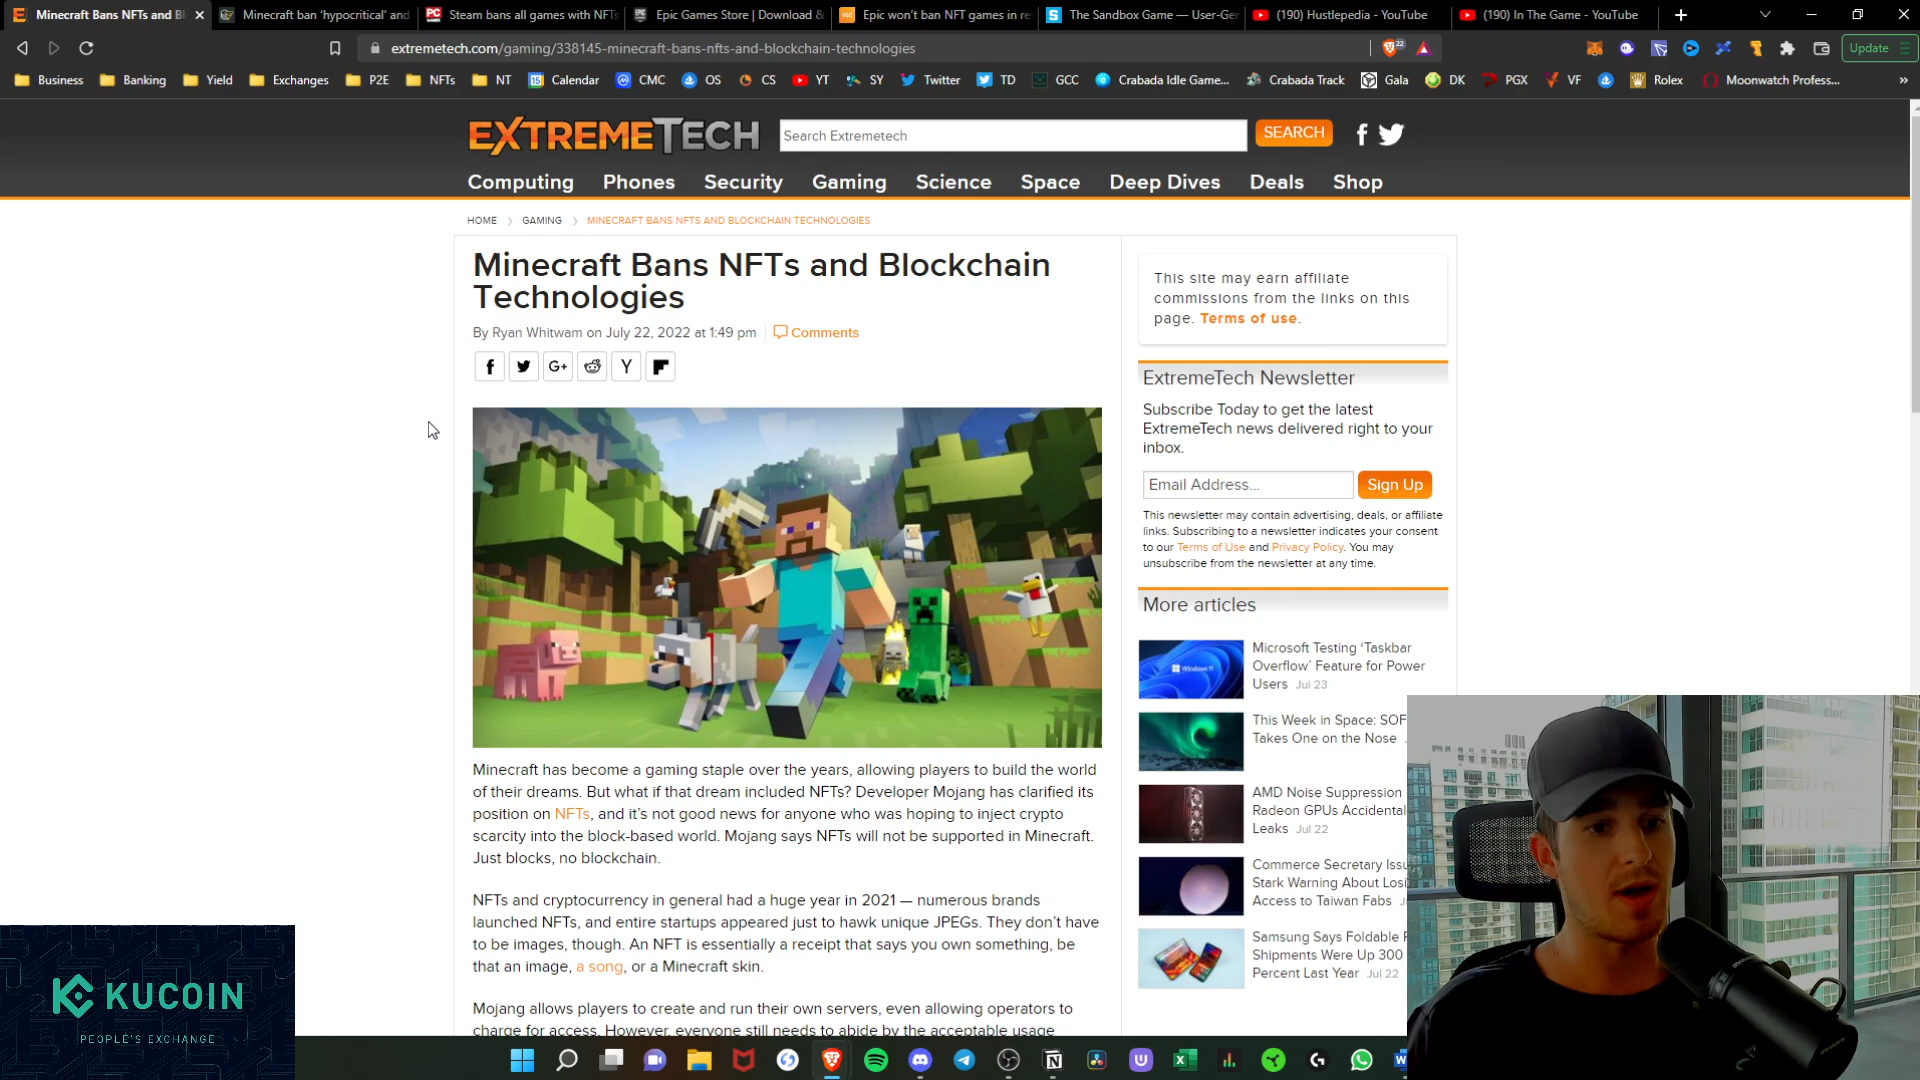 Minecraft Bans NFTs and Bl
Minecraft ban ‘hypocritical’ and
Steam bans all games with NFTs
Epic Games Store | Download &
Epic won’t ban NFT games in re
The Sandbox Game — User-Ger
(190) Hustlepedia - YouTube
(190) In The Game - YouTube
extremetech.com/gaming/338145-minecraft-bans-nfts-and-blockchain-technologies
22
Update
Business
Banking
Yield
Exchanges
P2E
NFTs
NT
Calendar
CMC
OS
CS
YT
SY
Twitter
TD
GCC
Crabada Idle Game...
Crabada Track
Gala
DK
PGX
VF
Rolex
Moonwatch Profess...
»
EXTREMETECH
Search Extremetech
SEARCH
Computing Phones Security Gaming Science Space Deep Dives Deals Shop
HOME > GAMING > MINECRAFT BANS NFTS AND BLOCKCHAIN TECHNOLOGIES
Minecraft Bans NFTs and Blockchain
Technologies
By Ryan Whitwam on July 22, 2022 at 1:49 pm
Comments
Minecraft has become a gaming staple over the years, allowing players to build the world
of their dreams. But what if that dream included NFTs? Developer Mojang has clarified its
position on NFTs, and it’s not good news for anyone who was hoping to inject crypto
scarcity into the block-based world. Mojang says NFTs will not be supported in Minecraft.
Just blocks, no blockchain.
NFTs and cryptocurrency in general had a huge year in 2021 — numerous brands
launched NFTs, and entire startups appeared just to hawk unique JPEGs. They don’t have
to be images, though. An NFT is essentially a receipt that says you own something, be
that an image, a song, or a Minecraft skin.
Mojang allows players to create and run their own servers, even allowing operators to
charge for access. However, everyone still needs to abide by the acceptable usage
This site may earn affiliate
commissions from the links on this
page. Terms of use.
ExtremeTech Newsletter
Subscribe Today to get the latest
ExtremeTech news delivered right to your
inbox.
Email Address...
Sign Up
This newsletter may contain advertising, deals, or affiliate
links. Subscribing to a newsletter indicates your consent
to our Terms of Use and Privacy Policy. You may
unsubscribe from the newsletter at any time.
More articles
Microsoft Testing ‘Taskbar
Overflow’ Feature for Power
Users Jul 23
This Week in Space: SOF
Takes One on the Nose
AMD Noise Suppression
Radeon GPUs Accidental
Leaks Jul 22
Commerce Secretary Issu
Stark Warning About Losi
Access to Taiwan Fabs
Samsung Says Foldable P
Shipments Were Up 300
Percent Last Year Jul 22
KUCOIN
PEOPLE’S EXCHANGE